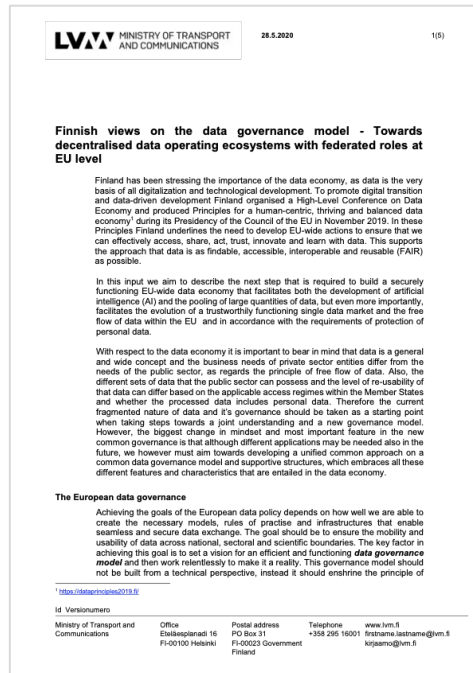 LVM MINISTRY OF TRANSPORT
AND COMMUNICATIONS
28.5.2020
1(5)
Finnish views on the data governance model - Towards
decentralised data operating ecosystems with federated roles at
EU level
Finland has been stressing the importance of the data economy, as data is the very
basis of all digitalization and technological development. To promote digital transition
and data-driven development Finland organised a High-Level Conference on Data
Economy and produced Principles for a human-centric, thriving and balanced data
economy1 during its Presidency of the Council of the EU in November 2019. In these
Principles Finland underlines the need to develop EU-wide actions to ensure that we
can effectively access, share, act, trust, innovate and learn with data. This supports
the approach that data is as findable, accessible, interoperable and reusable (FAIR)
as possible.
In this input we aim to describe the next step that is required to build a securely
functioning EU-wide data economy that facilitates both the development of artificial
intelligence (AI) and the pooling of large quantities of data, but even more importantly,
facilitates the evolution of a trustworthily functioning single data market and the free
flow of data within the EU and in accordance with the requirements of protection of
personal data.
With respect to the data economy it is important to bear in mind that data is a general
and wide concept and the business needs of private sector entities differ from the
needs of the public sector, as regards the principle of free flow of data. Also, the
different sets of data that the public sector can possess and the level of re-usability of
that data can differ based on the applicable access regimes within the Member States
and whether the processed data includes personal data. Therefore the current
fragmented nature of data and it's governance should be taken as a starting point
when taking steps towards a joint understanding and a new governance model.
However, the biggest change in mindset and most important feature in the new
common governance is that although different applications may be needed also in the
future, we however must aim towards developing a unified common approach on a
common data governance model and supportive structures, which embraces all these
different features and characteristics that are entailed in the data economy.
The European data governance
Achieving the goals of the European data policy depends on how well we are able to
create the necessary models, rules of practise and infrastructures that enable
seamless and secure data exchange. The goal should be to ensure the mobility and
usability of data across national, sectoral and scientific boundaries. The key factor in
achieving this goal is to set a vision for an efficient and functioning data governance
model and then work relentlessly to make it a reality. This governance model should
not be built from a technical perspective, instead it should enshrine the principle of
1 https://dataprinciples2019.fi/
Id Versionumero
Ministry of Transport and Office Postal address Telephone www.lvm.fi
Communications Eteläesplanadi 16 PO Box 31 +358 295 16001 firstname.lastname@lvm.fi
FI-00100 Helsinki FI-00023 Government kirjaamo@lvm.fi
Finland